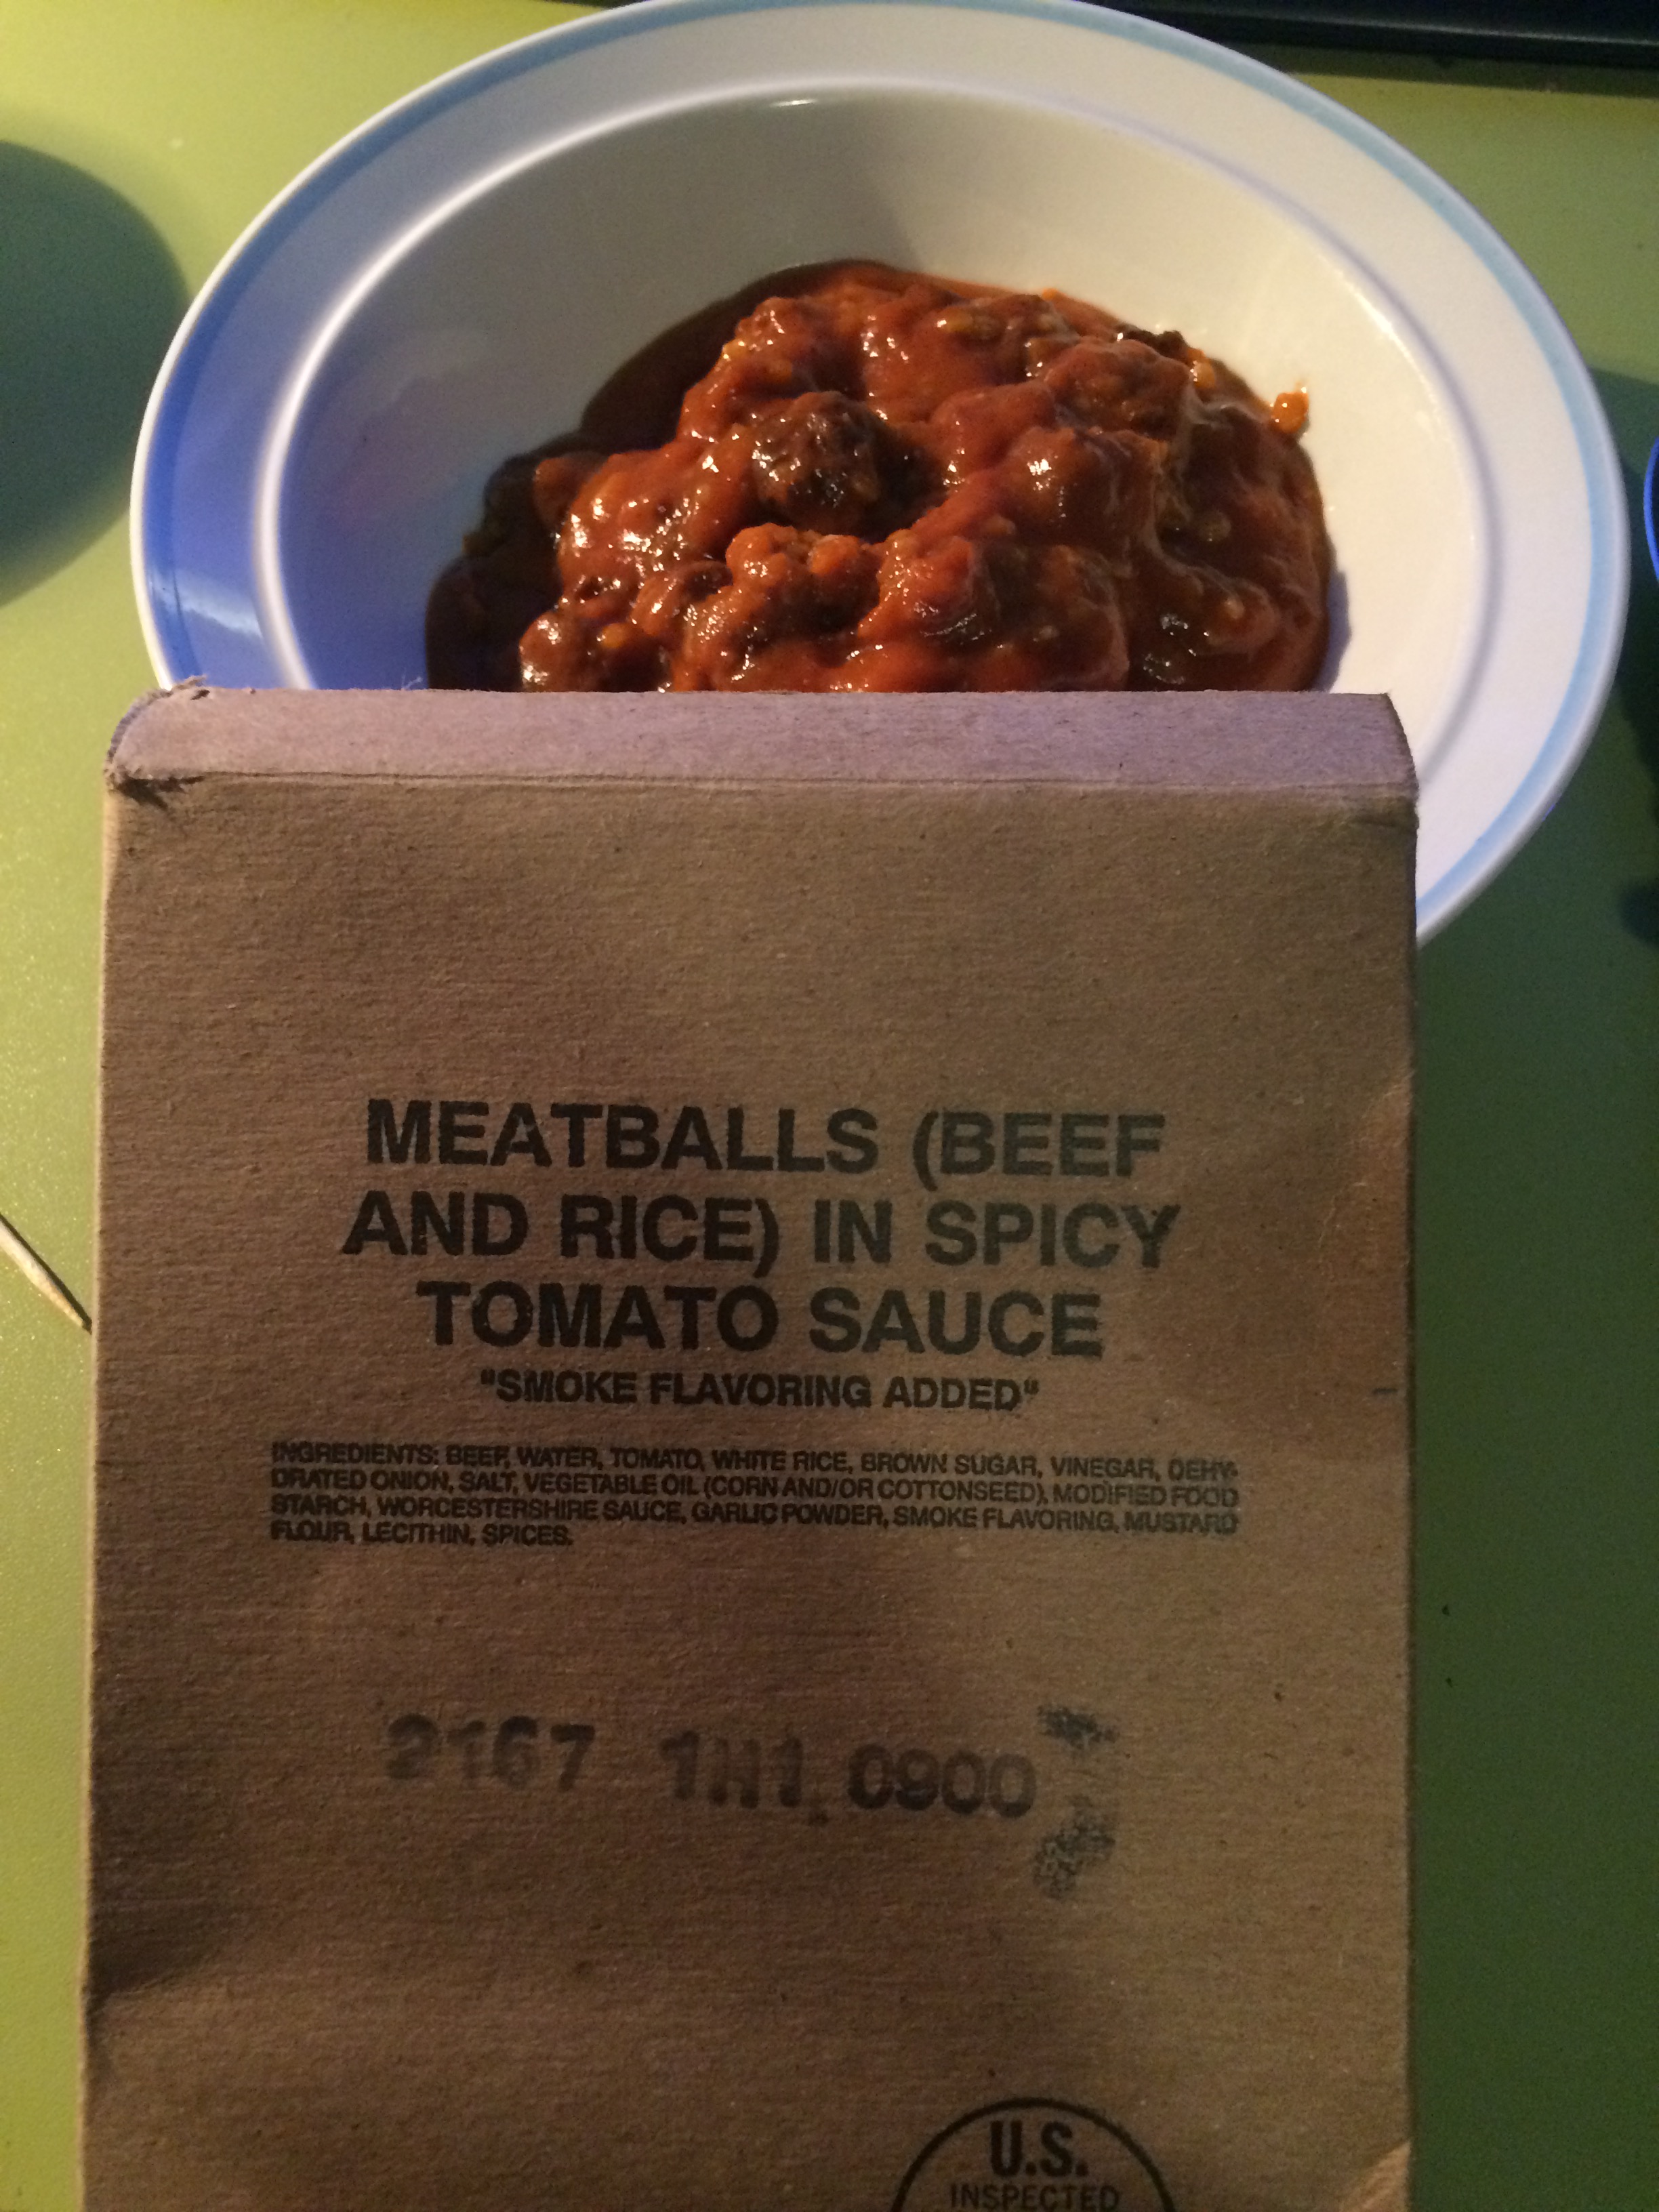 MEATBALLS (BEEF
AND RICE) IN SPICY
TOMATO SAUCE
"SMOKE FLAVORING ADDED"
INGREDIENTS: BEEF, WATER, TOMATO, WHITE RICE, BROWN SUGAR, VINEGAR, DEHY-
DRATED ONION, SALT, VEGETABLE OIL (CORN AND/OR COTTONSEED), MODIFIED FOOD
STARCH, WORCESTERSHIRE SAUCE, GARLIC POWDER, SMOKE FLAVORING, MUSTARD
FLOUR, LECITHIN, SPICES.
2167 1H1 0900
U.S.
INSPECTED